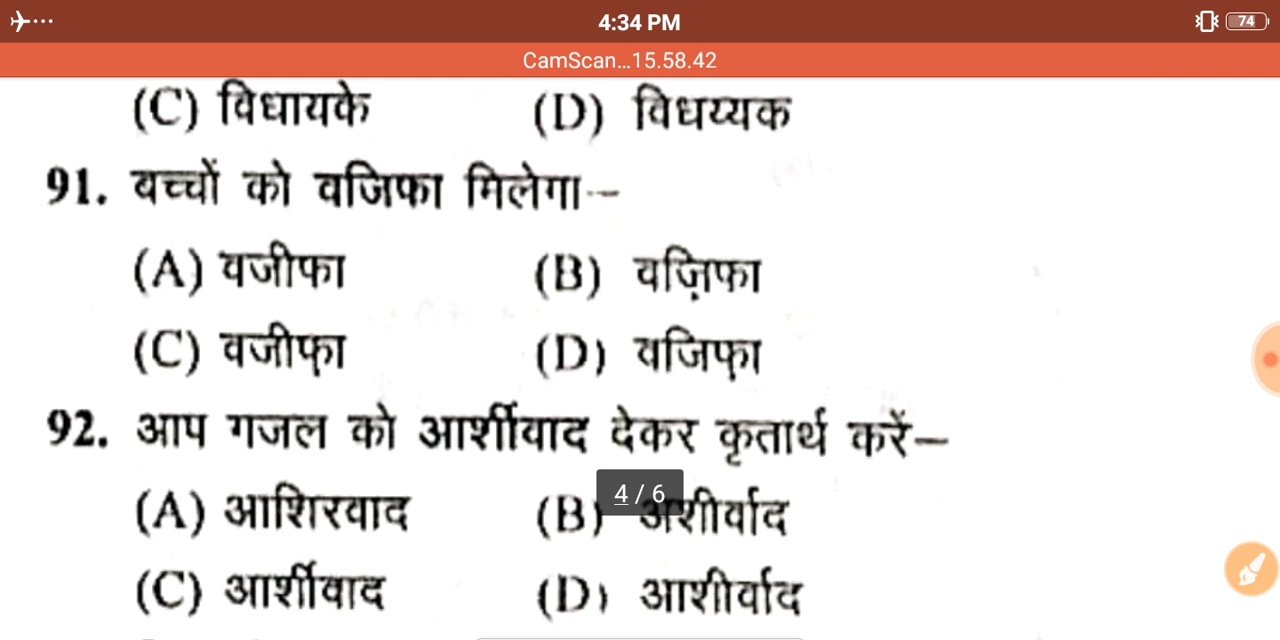 4:34 PM
74
CamScan...15.58.42
(C) विधायके (D) विधय्यक
91. बच्चों को वजिफा मिलेगा--
(A) वजीफा (B) वज़िफा
(C) वजीफ़ा (D) वजिफ़ा
92. आप गजल को आर्शीवाद देकर कृतार्थ करें—
4 / 6
(A) आशिरवाद (B) अशीर्वाद
(C) आर्शीवाद (D) आशीर्वाद